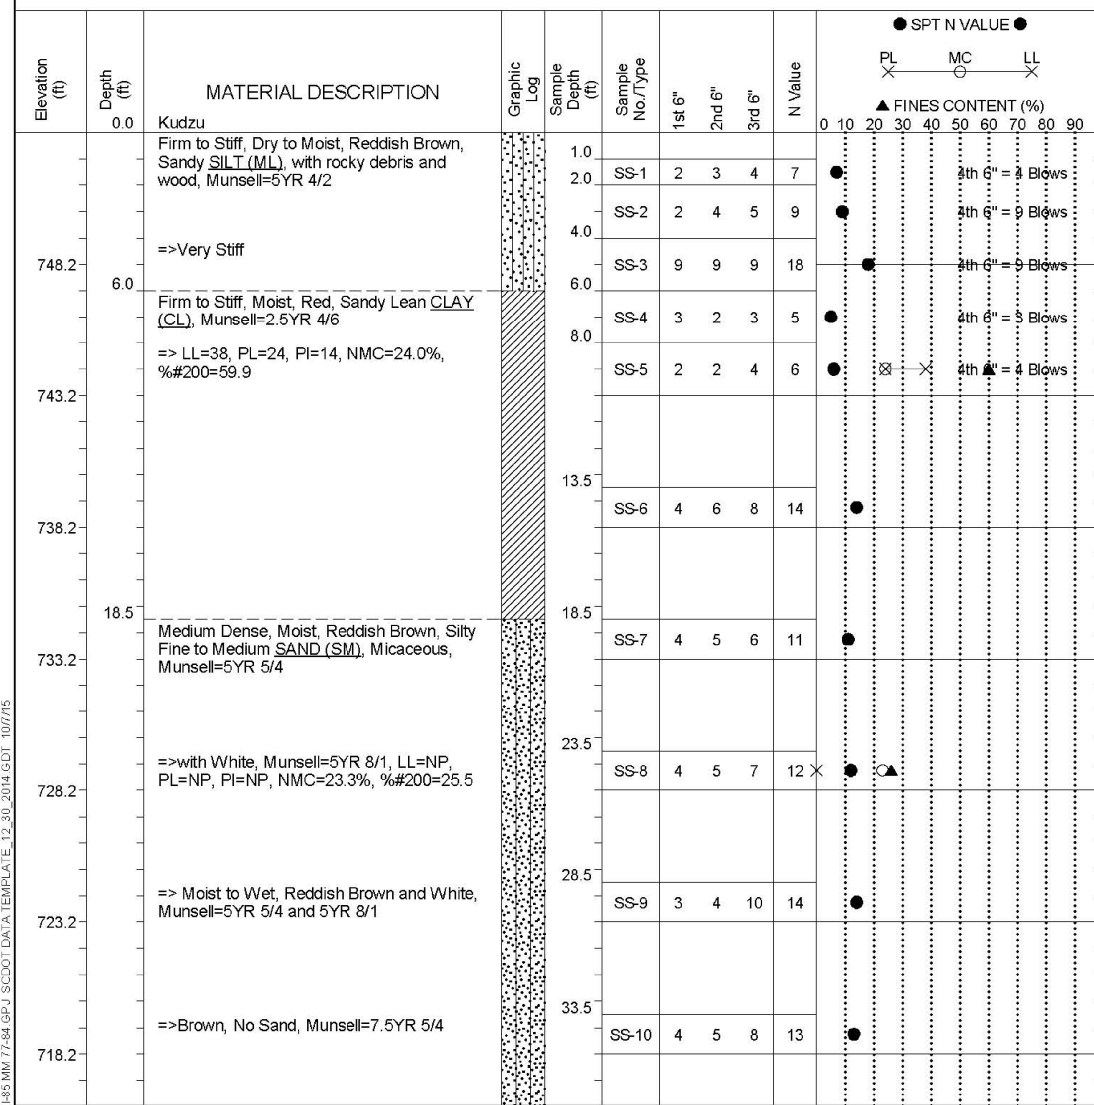 ● SPT N VALUE ●
PL MC LL
▲ FINES CONTENT (%)
0 10 20 30 40 50 60 70 80 90
Elevation (ft)
Depth (ft)
MATERIAL DESCRIPTION
Graphic Log
Sample Depth (ft)
Sample No./Type
1st 6"
2nd 6"
3rd 6"
N Value
0.0 Kudzu
Firm to Stiff, Dry to Moist, Reddish Brown,
Sandy SILT (ML), with rocky debris and
wood, Munsell=5YR 4/2
1.0
SS-1 2 3 4 7 4th 6" = 4 Blows
2.0
SS-2 2 4 5 9 4th 6" = 9 Blows
4.0
=>Very Stiff
748.2
SS-3 9 9 9 18 4th 6" = 9 Blows
6.0 6.0
Firm to Stiff, Moist, Red, Sandy Lean CLAY
(CL), Munsell=2.5YR 4/6
SS-4 3 2 3 5 4th 6" = 3 Blows
8.0
=> LL=38, PL=24, PI=14, NMC=24.0%,
%#200=59.9
SS-5 2 2 4 6 4th 6" = 4 Blows
743.2
13.5
SS-6 4 6 8 14
738.2
18.5 18.5
Medium Dense, Moist, Reddish Brown, Silty
Fine to Medium SAND (SM), Micaceous,
Munsell=5YR 5/4
SS-7 4 5 6 11
733.2
23.5
=>with White, Munsell=5YR 8/1, LL=NP,
PL=NP, PI=NP, NMC=23.3%, %#200=25.5
SS-8 4 5 7 12
728.2
28.5
=> Moist to Wet, Reddish Brown and White,
Munsell=5YR 5/4 and 5YR 8/1
SS-9 3 4 10 14
723.2
33.5
=>Brown, No Sand, Munsell=7.5YR 5/4
SS-10 4 5 8 13
718.2
I-85 MM 77-84.GPJ SCDOT DATA TEMPLATE_12_30_2014.GDT 10/7/15